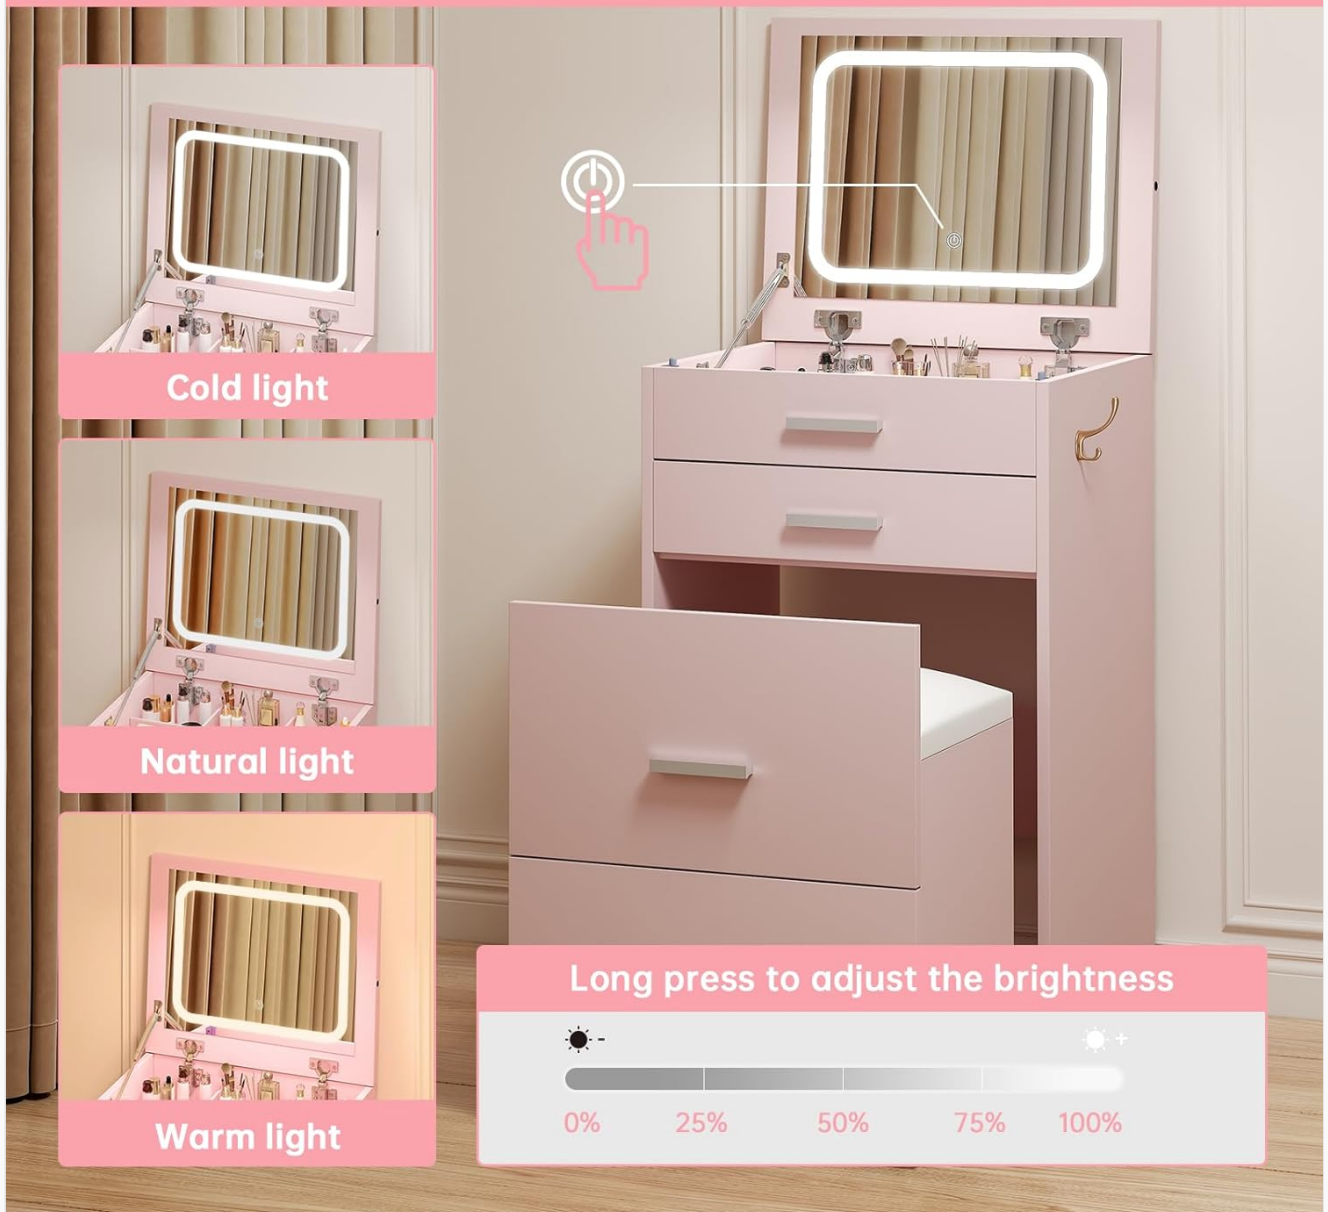 Cold light
Natural light
Warm light
Long press to adjust the brightness
- +
0% 25% 50% 75% 100%